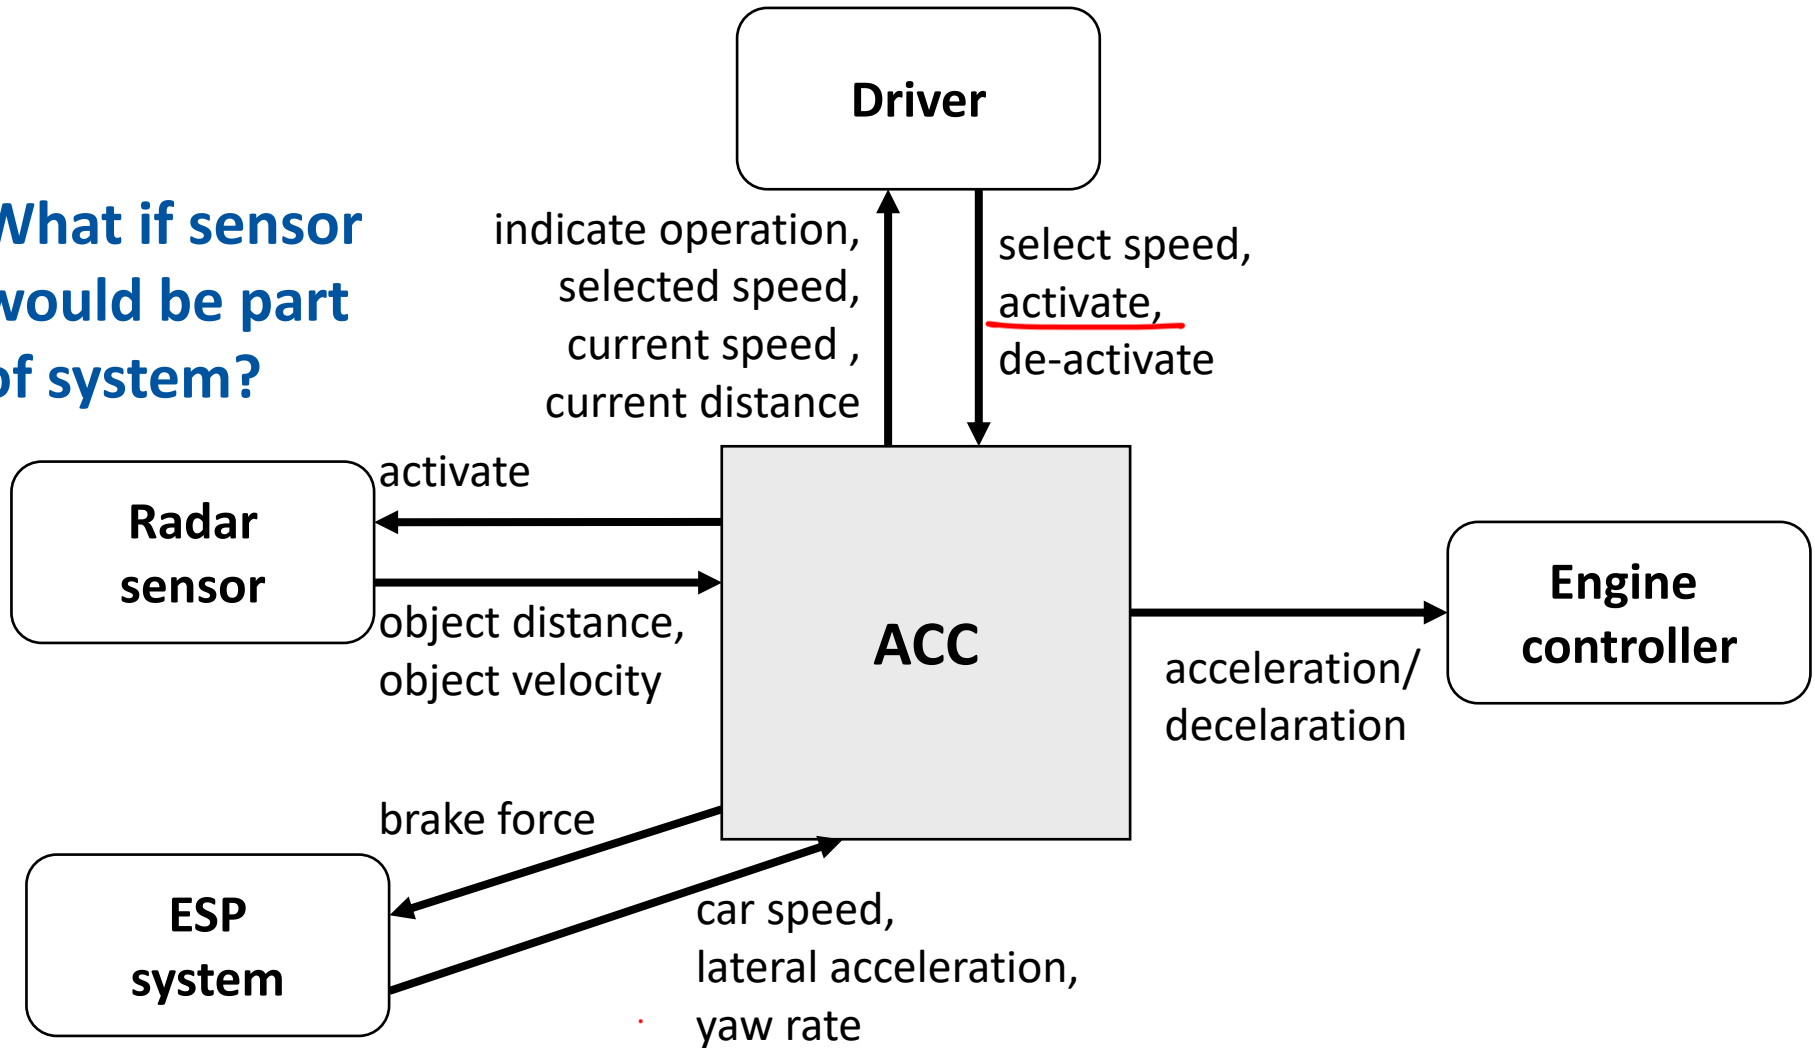 Driver
What if sensor
would be part
of system?
indicate operation,
selected speed,
current speed ,
current distance
select speed,
activate,
de-activate
activate
Radar
sensor
object distance,
object velocity
ACC
Engine
controller
acceleration/
decelaration
brake force
ESP
system
car speed,
lateral acceleration,
yaw rate